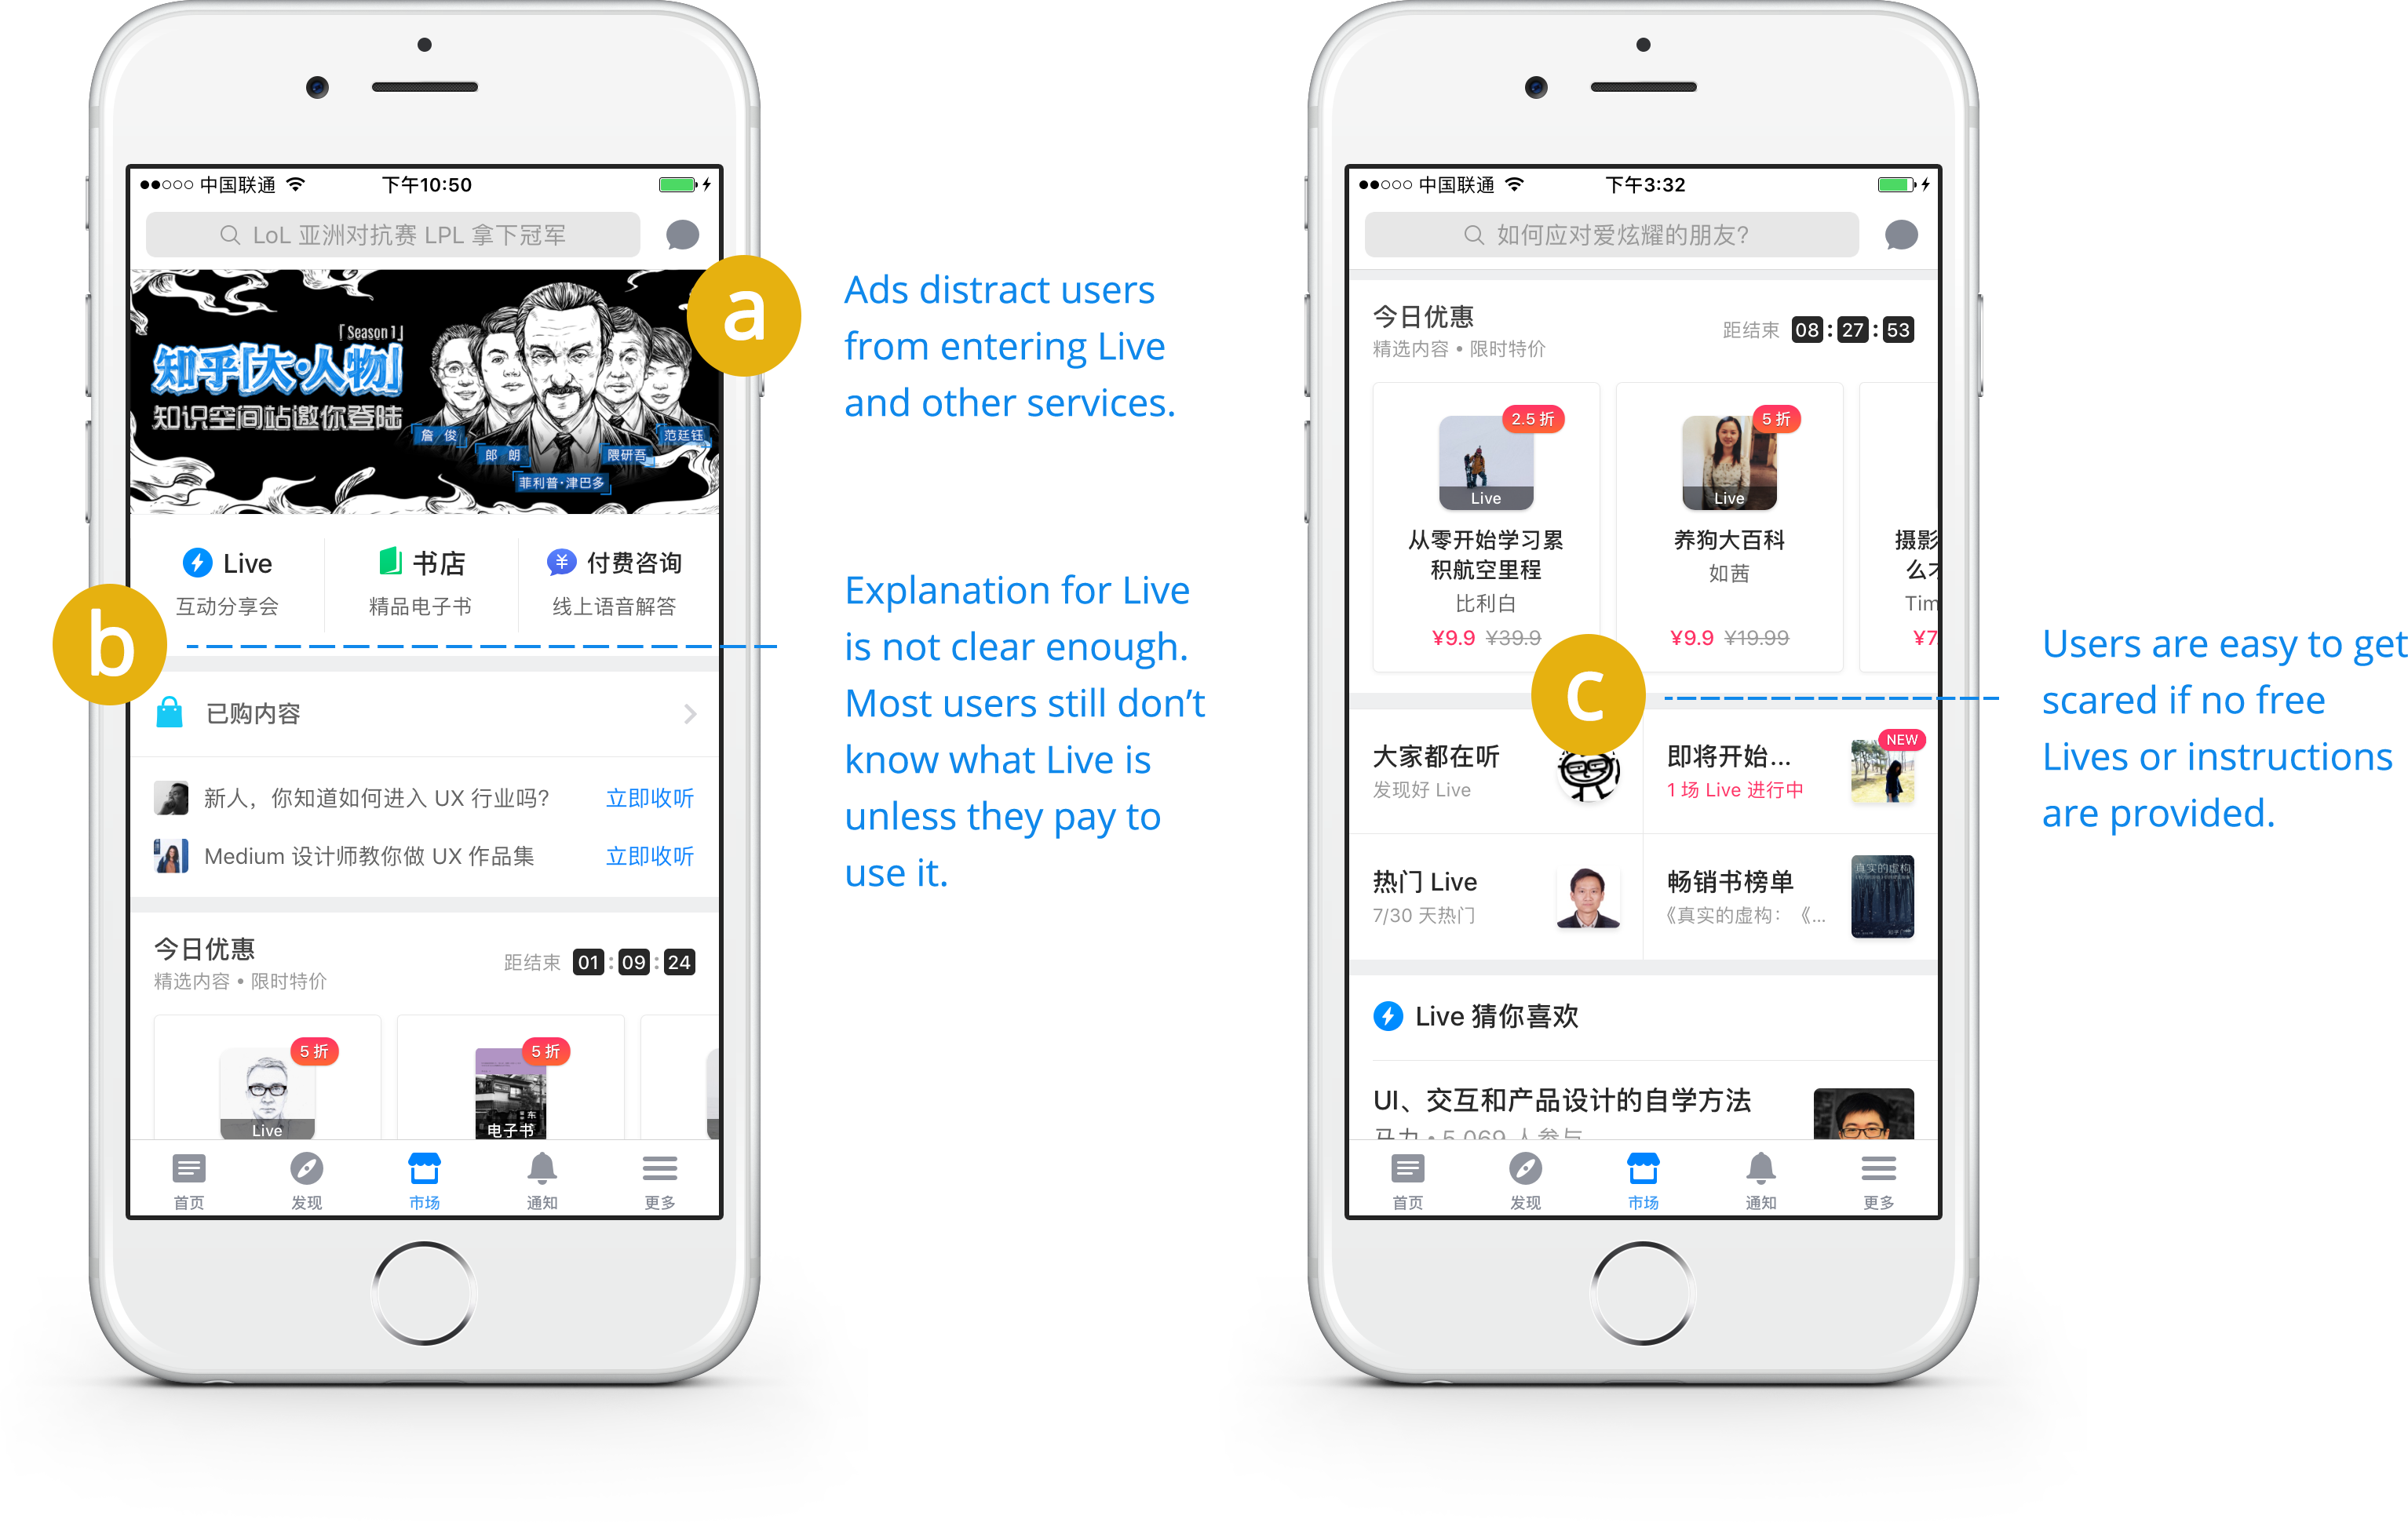 中国联通
下午10:50
LoL 亚洲对抗赛 LPL 拿下冠军
「Season 1」
知乎「大·人物」
知识空间站邀你登陆
詹 俊
郎 朗
菲利普·津巴多
隈研吾
范廷钰
a
Live
互动分享会
书店
精品电子书
¥ 付费咨询
线上语音解答
b
已购内容
新人，你知道如何进入 UX 行业吗?
立即收听
Medium 设计师教你做 UX 作品集
立即收听
今日优惠
精选内容 • 限时特价
距结束 01 : 09 : 24
5 折
Live
5 折
电子书
首页
发现
市场
通知
更多
Ads distract users
from entering Live
and other services.
Explanation for Live
is not clear enough.
Most users still don’t
know what Live is
unless they pay to
use it.
中国联通
下午3:32
如何应对爱炫耀的朋友?
今日优惠
精选内容 • 限时特价
距结束 08 : 27 : 53
2.5 折
Live
从零开始学习累
积航空里程
比利白
¥9.9 ¥39.9
5 折
Live
养狗大百科
如茜
¥9.9 ¥19.99
摄影
Tim
¥7
c
大家都在听
发现好 Live
即将开始...
1 场 Live 进行中
NEW
热门 Live
7/30 天热门
畅销书榜单
《真实的虚构：《...
真实的虚构
Live 猜你喜欢
UI、交互和产品设计的自学方法
马力 • 5,069 人参与
首页
发现
市场
通知
更多
Users are easy to get
scared if no free
Lives or instructions
are provided.